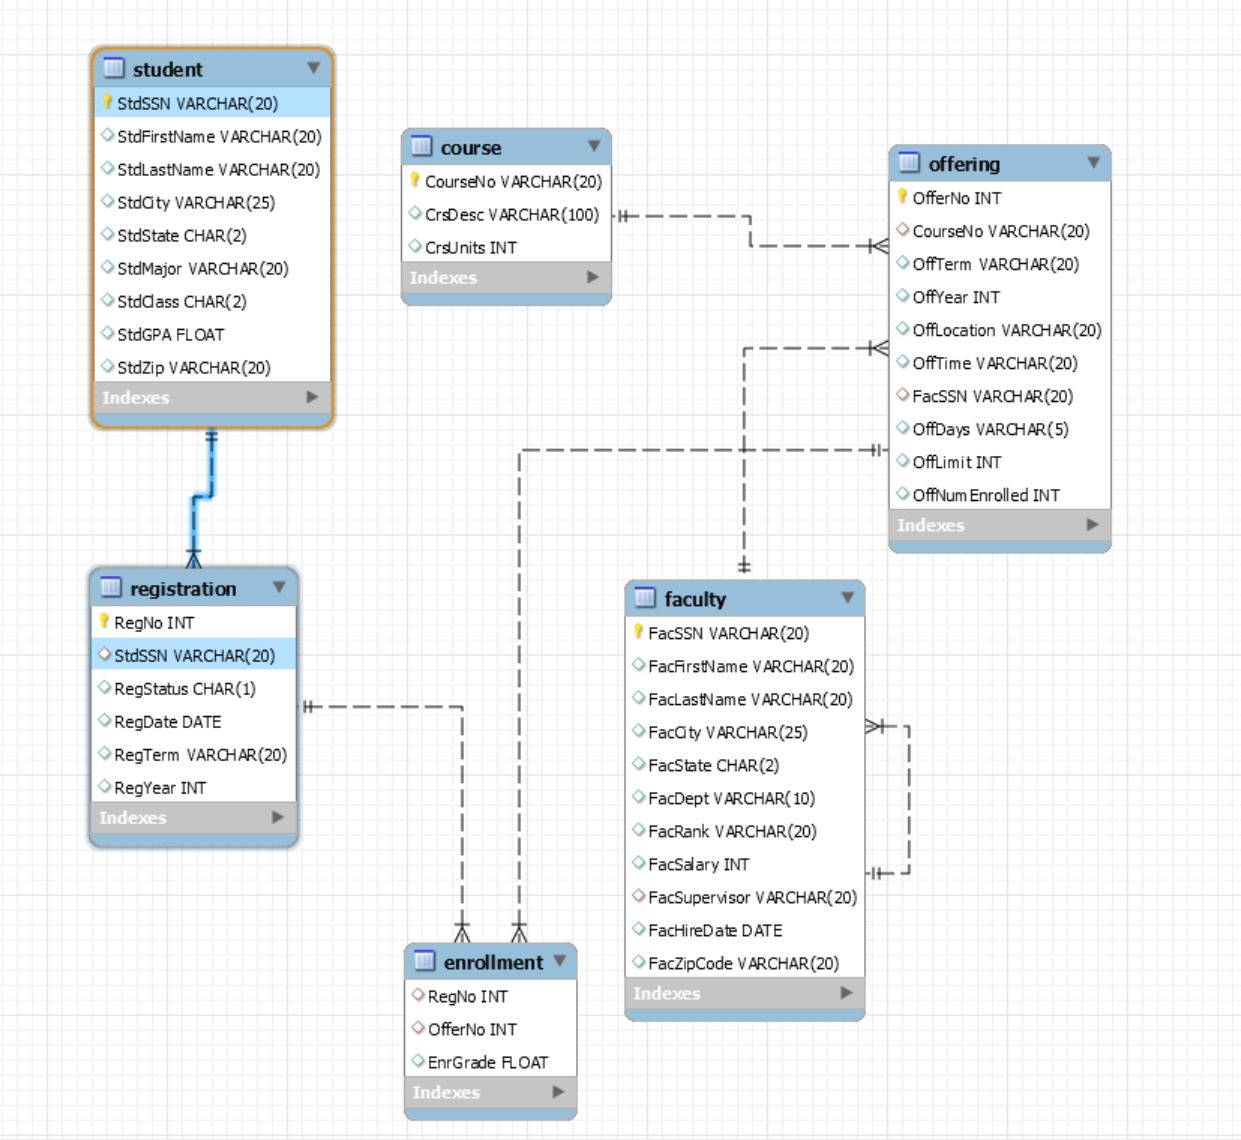 student
StdSSN VARCHAR(20)
StdFirstName VARCHAR(20)
StdLastName VARCHAR(20)
StdCity VARCHAR(25)
StdState CHAR(2)
StdMajor VARCHAR(20)
StdClass CHAR(2)
StdGPA FLOAT
StdZip VARCHAR(20)
Indexes
course
CourseNo VARCHAR(20)
CrsDesc VARCHAR(100)
CrsUnits INT
Indexes
offering
OfferNo INT
CourseNo VARCHAR(20)
OffTerm VARCHAR(20)
OffYear INT
OffLocation VARCHAR(20)
OffTime VARCHAR(20)
FacSSN VARCHAR(20)
OffDays VARCHAR(5)
OffLimit INT
OffNumEnrolled INT
Indexes
registration
RegNo INT
StdSSN VARCHAR(20)
RegStatus CHAR(1)
RegDate DATE
RegTerm VARCHAR(20)
RegYear INT
Indexes
faculty
FacSSN VARCHAR(20)
FacFirstName VARCHAR(20)
FacLastName VARCHAR(20)
FacCity VARCHAR(25)
FacState CHAR(2)
FacDept VARCHAR(10)
FacRank VARCHAR(20)
FacSalary INT
FacSupervisor VARCHAR(20)
FacHireDate DATE
FacZipCode VARCHAR(20)
Indexes
enrollment
RegNo INT
OfferNo INT
EnrGrade FLOAT
Indexes